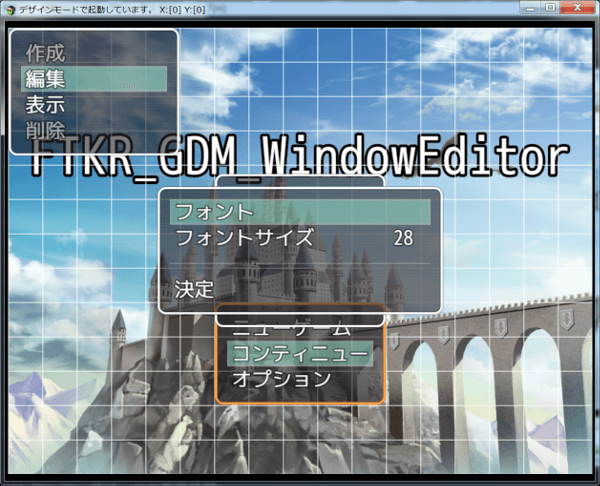 デザインモードで起動しています。 X:[0] Y:[0]
作成
編集
表示
削除
FTKR_GDM_WindowEditor
フォント
フォントサイズ 28
決定
ニューゲーム
コンティニュー
オプション